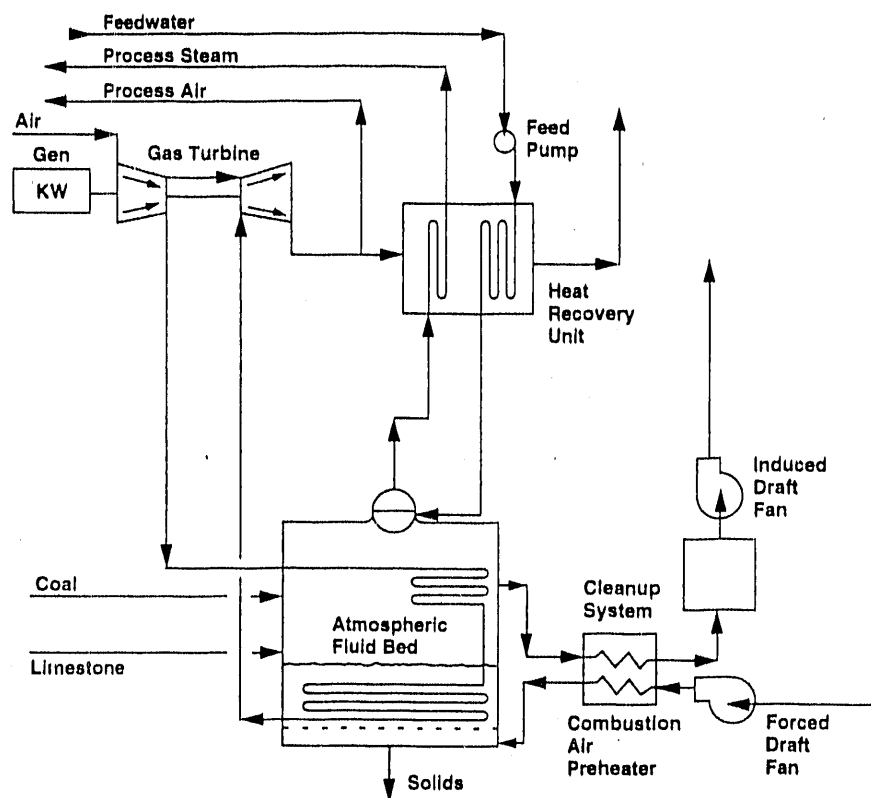 Feedwater
Process Steam
Process Air
Air
Gen
KW
Gas Turbine
Feed
Pump
Heat
Recovery
Unit
Induced
Draft
Fan
Coal
Limestone
Atmospheric
Fluid Bed
Cleanup
System
Combustion
Air
Preheater
Forced
Draft
Fan
Solids